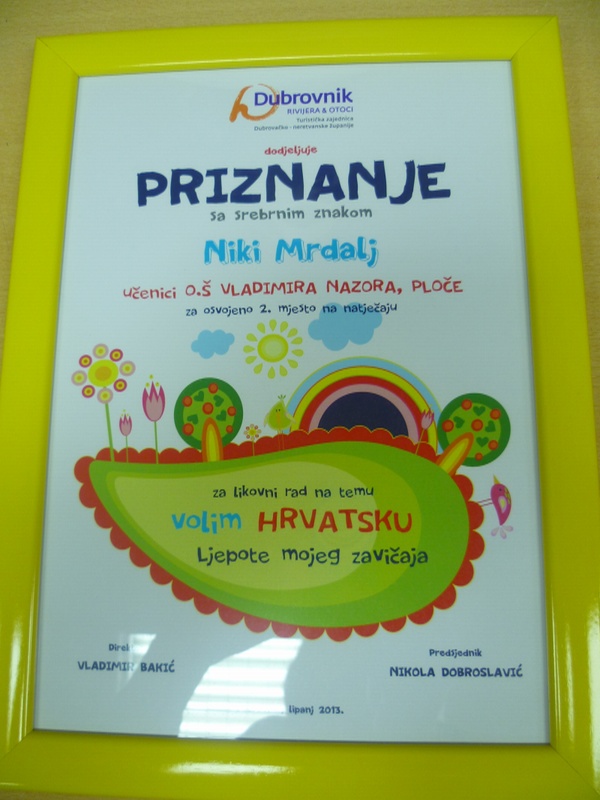 Dubrovnik
RIVIJERA & OTOCI
Turistička zajednica
Dubrovačko - neretvanske županije
dodjeljuje
PRIZNANJE
sa srebrnim znakom
Niki Mrdalj
učenici O.Š VLADIMIRA NAZORA, PLOČE
za osvojeno 2. mjesto na natječaju
za likovni rad na temu
volim HRVATSKU
Ljepote mojeg zavičaja
Predsjednik
VLADIMIR BAKIĆ
NIKOLA DOBROSLAVIĆ
lipanj 2013.